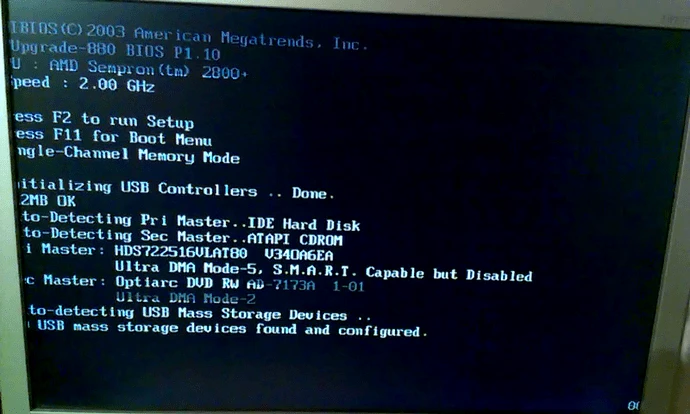 IBIOS(C)2003 American Megatrends, Inc.
Upgrade-880 BIOS P1.10
U : AMD Sempron(tm) 2800+
peed : 2.00 GHz
ess F2 to run Setup
ess F11 for Boot Menu
ngle-Channel Memory Mode
itializing USB Controllers .. Done.
2MB OK
to-Detecting Pri Master..IDE Hard Disk
to-Detecting Sec Master..ATAPI CDROM
i Master: HDS722516VLAT80 V34OA6EA
Ultra DMA Mode-5, S.M.A.R.T. Capable but Disabled
c Master: Optiarc DVD RW AD-7173A 1-01
Ultra DMA Mode-2
to-detecting USB Mass Storage Devices ..
USB mass storage devices found and configured.